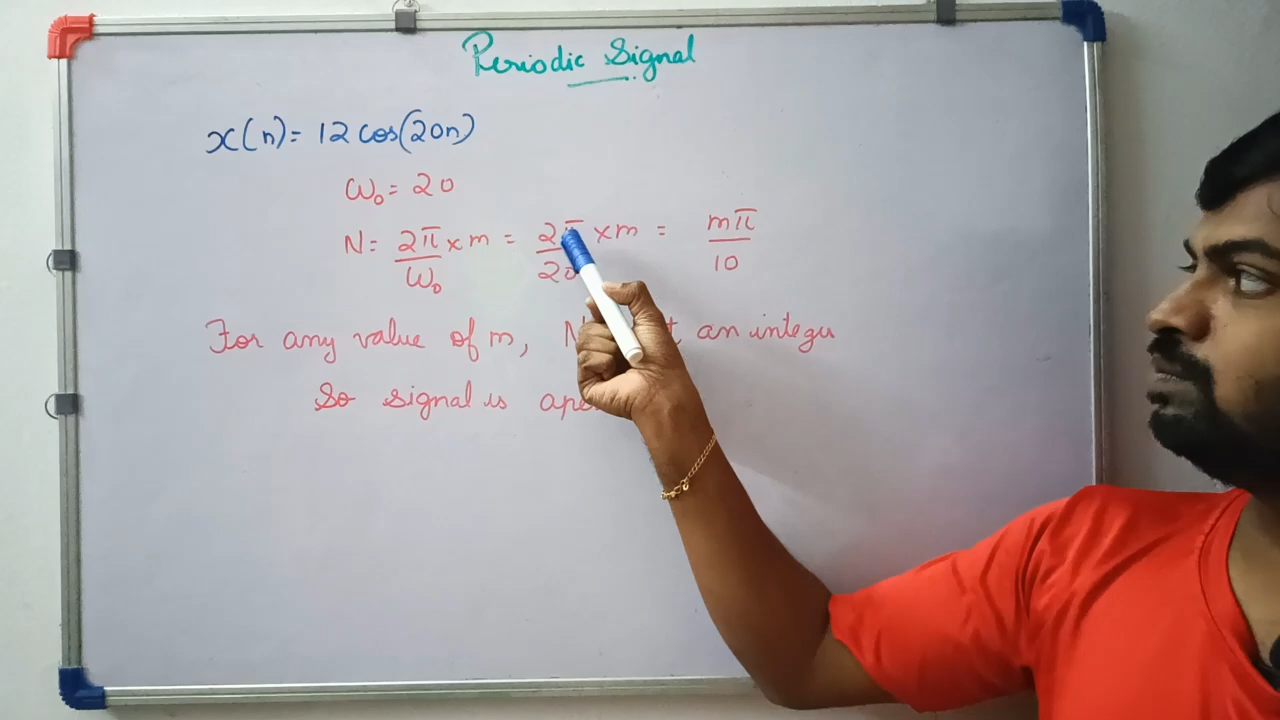 Periodic Signal
x(n) = 12 cos(20n)
ω₀ = 20
N = 2π/ω₀ × m = 2π/20 × m = mπ/10
For any value of m, N an integer
So signal is